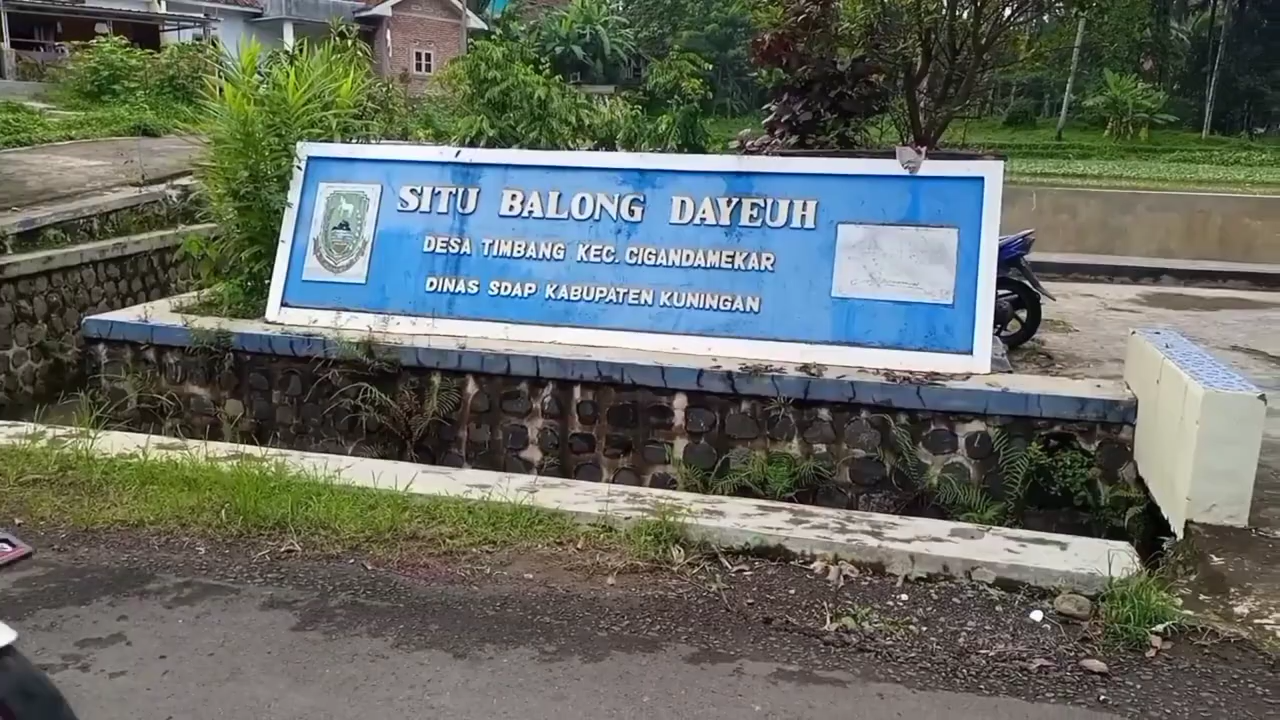 SITU BALONG DAYEUH
DESA TIMBANG KEC. CIGANDAMEKAR
DINAS SDAP KABUPATEN KUNINGAN